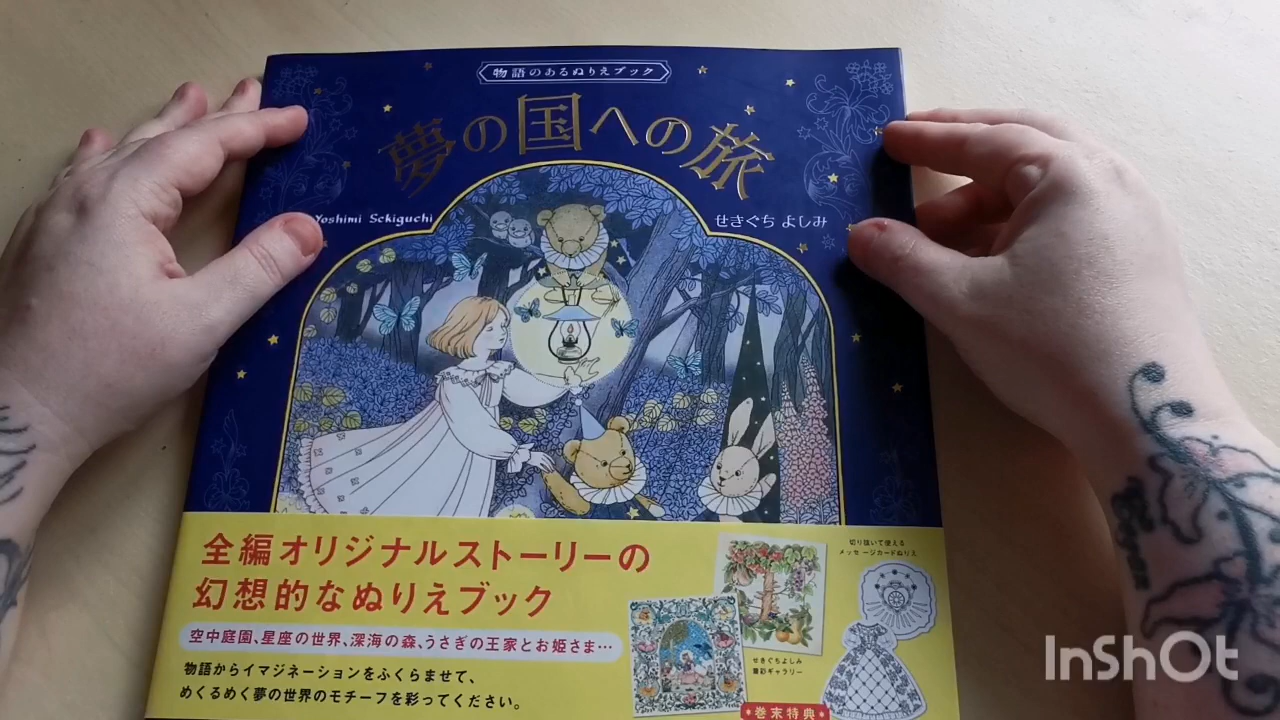 物語のあるぬりえブック
夢の国への旅
Yoshimi Sekiguchi
せきぐち よしみ
全編オリジナルストーリーの
幻想的なぬりえブック
空中庭園、星座の世界、深海の森、うさぎの王家とお姫さま…
物語からイマジネーションをふくらませて、
めくるめく夢の世界のモチーフを彩ってください。
切り抜いて使える
メッセージカードぬりえ
せきぐちよしみ
巻末特典
InShOt